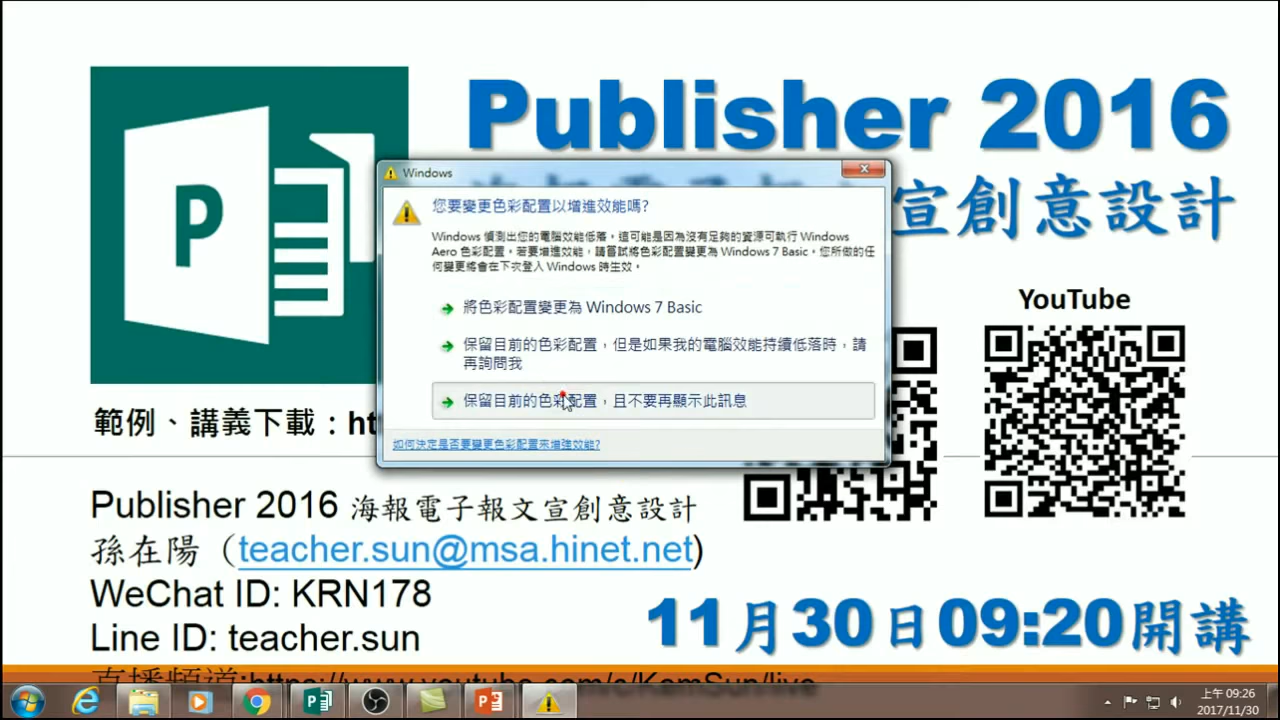 Publisher 2016
宣創意設計
P
Windows
您要變更色彩配置以增進效能嗎?
Windows 偵測出您的電腦效能低落。這可能是因為沒有足夠的資源可執行 Windows
Aero 色彩配置。若要增進效能，請嘗試將色彩配置變更為 Windows 7 Basic。您所做的任
何變更將會在下次登入 Windows 時生效。
將色彩配置變更為 Windows 7 Basic
保留目前的色彩配置，但是如果我的電腦效能持續低落時，請
再詢問我
保留目前的色彩配置，且不要再顯示此訊息
如何決定是否要變更色彩配置來增強效能?
YouTube
範例、講義下載：ht
Publisher 2016 海報電子報文宣創意設計
孫在陽（teacher.sun@msa.hinet.net)
WeChat ID: KRN178
Line ID: teacher.sun
11月30日09:20開講
直播頻道:https://www.youtube.com/c/KemSun/live
上午 09:26
2017/11/30